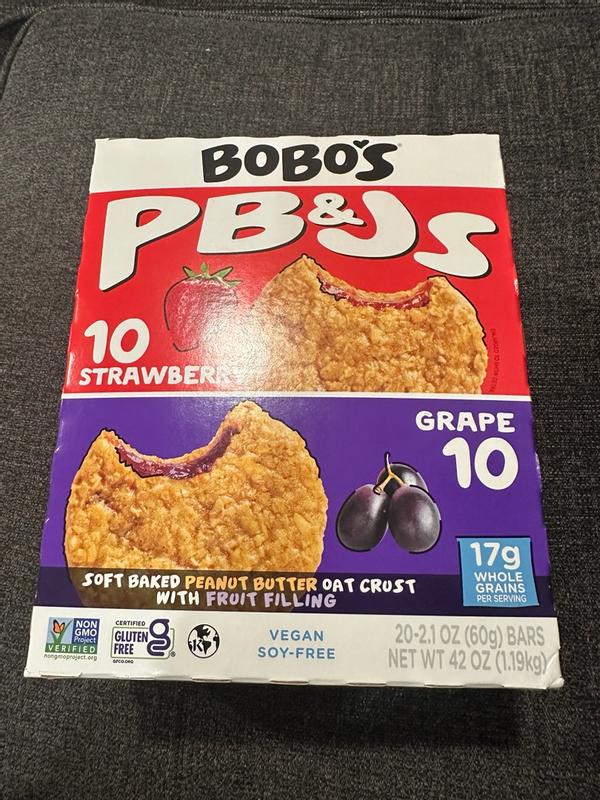 BOBO'S
PB&JS
10
STRAWBER
GRAPE
10
17g
WHOLE
GRAINS
PER SERVING
SOFT BAKED PEANUT BUTTER OAT CRUST
WITH FRUIT FILLING
NON
GMO
Project
VERIFIED
nongmoproject.org
CERTIFIED
GLUTEN
FREE
GFCO.ORG
K
VEGAN
SOY-FREE
20-2.1 OZ (60g) BARS
NET WT 42 OZ (1.19kg)